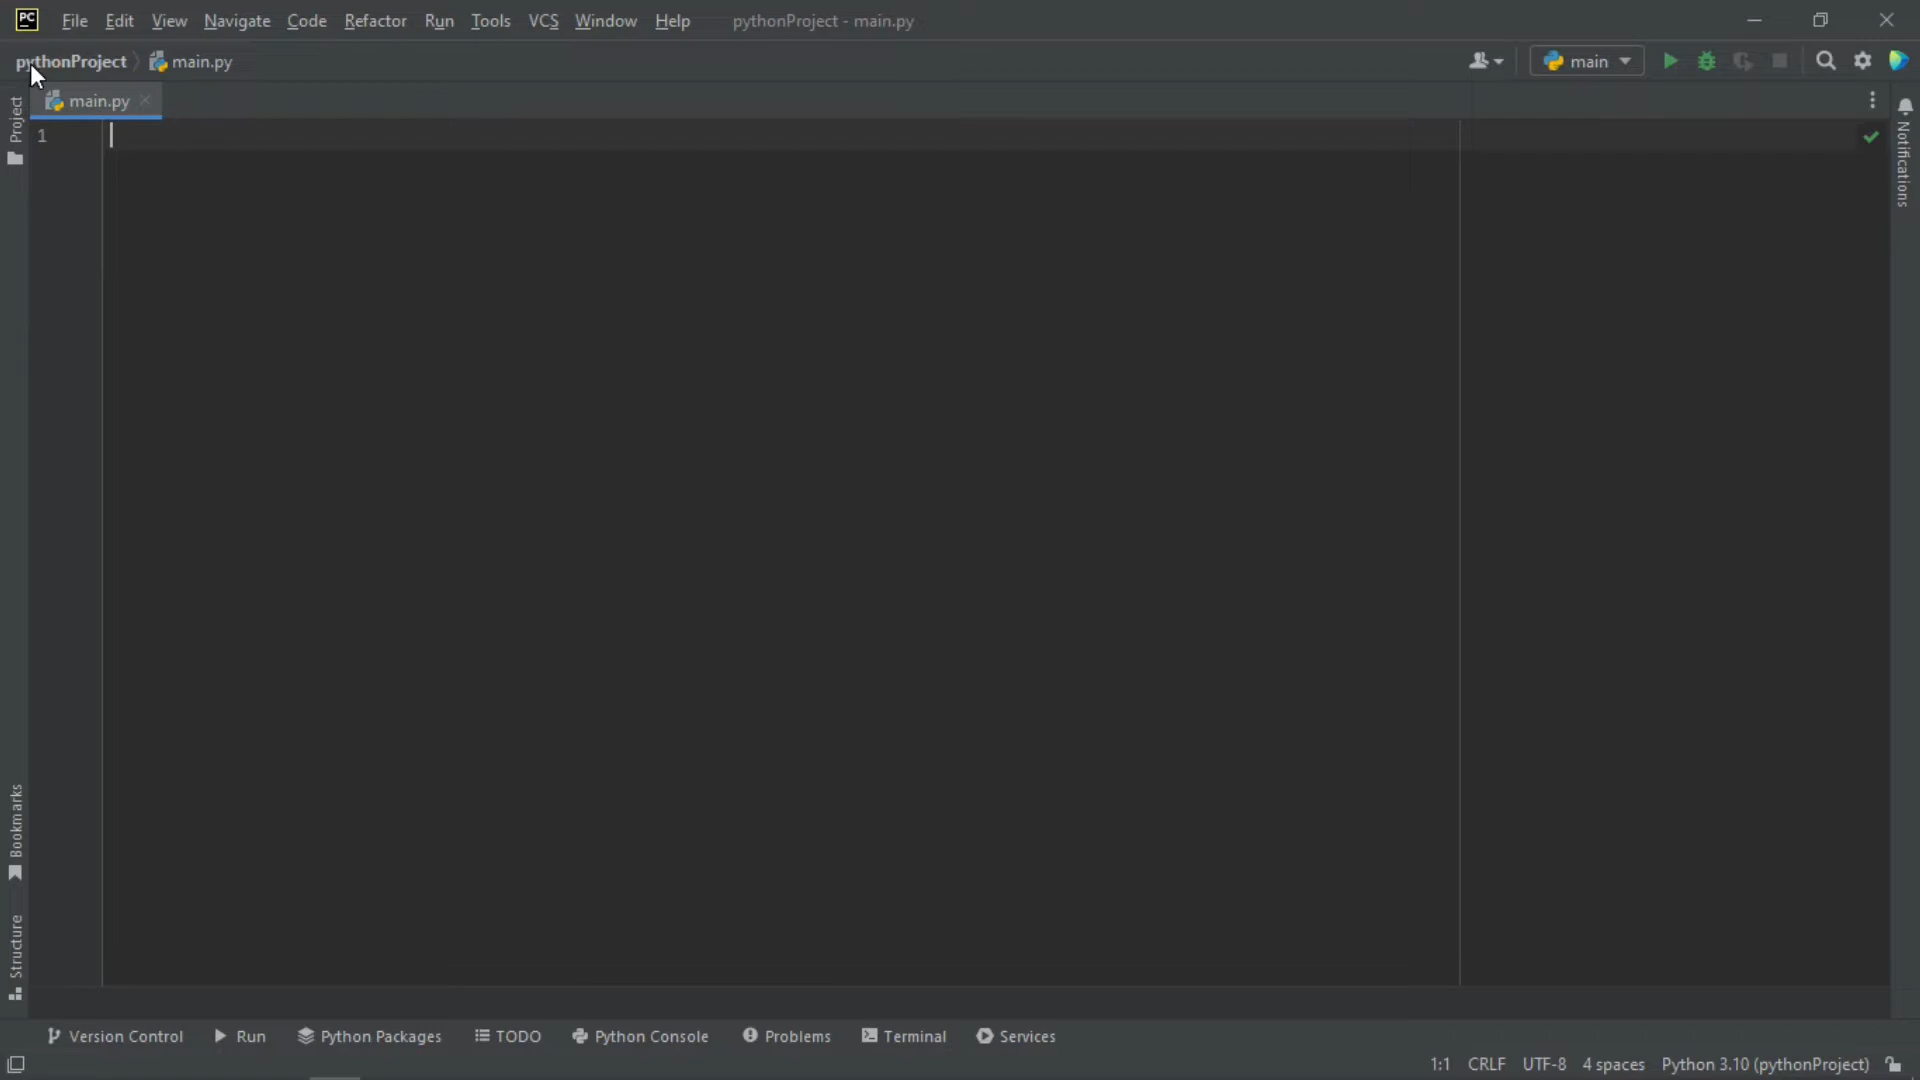 PC File Edit View Navigate Code Refactor Run Tools VCS Window Help pythonProject - main.py
pythonProject main.py main
main.py
1
Project
Notifications
Bookmarks
Structure
Version Control Run Python Packages TODO Python Console Problems Terminal Services
1:1 CRLF UTF-8 4 spaces Python 3.10 (pythonProject)